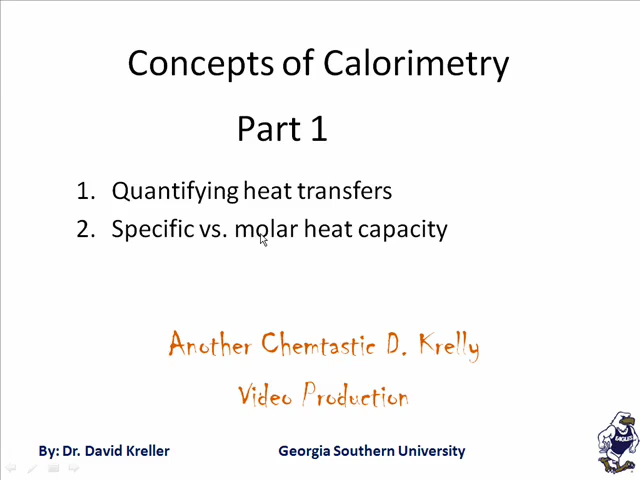 Concepts of Calorimetry
Part 1
1. Quantifying heat transfers
2. Specific vs. molar heat capacity
Another Chemtastic D. Krelly
Video Production
By: Dr. David Kreller Georgia Southern University
EAGLES